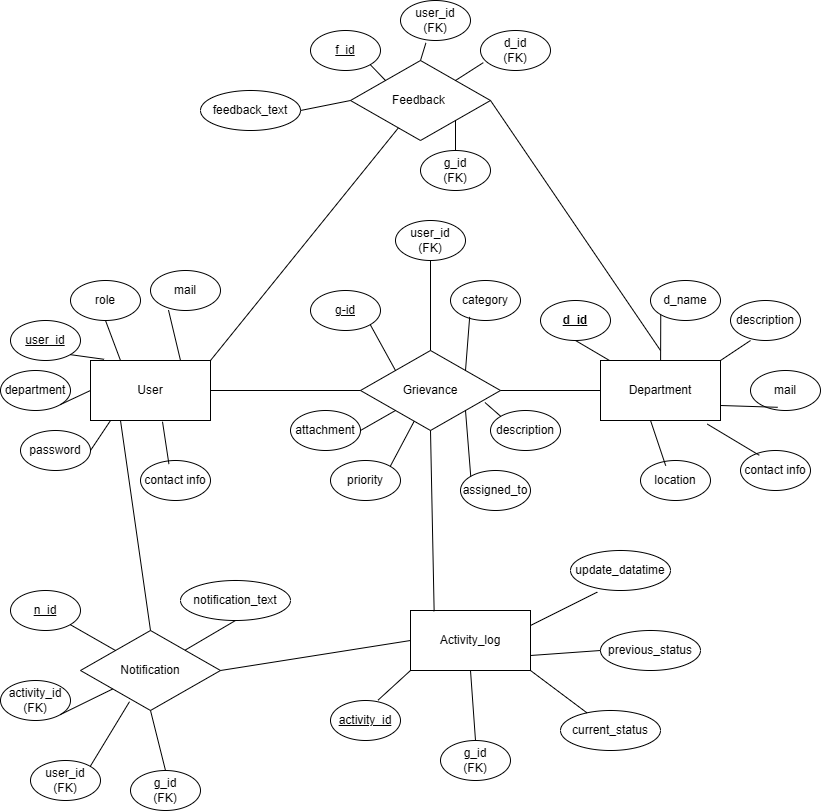 user_id
(FK)
f_id
d_id
(FK)
feedback_text
Feedback
g_id
(FK)
user_id
(FK)
role
mail
g-id
category
d_id
d_name
description
user_id
department
User
Grievance
Department
mail
password
contact info
attachment
description
priority
assigned_to
location
contact info
n_id
notification_text
update_datatime
Notification
Activity_log
previous_status
activity_id
(FK)
activity_id
current_status
user_id
(FK)
g_id
(FK)
g_id
(FK)